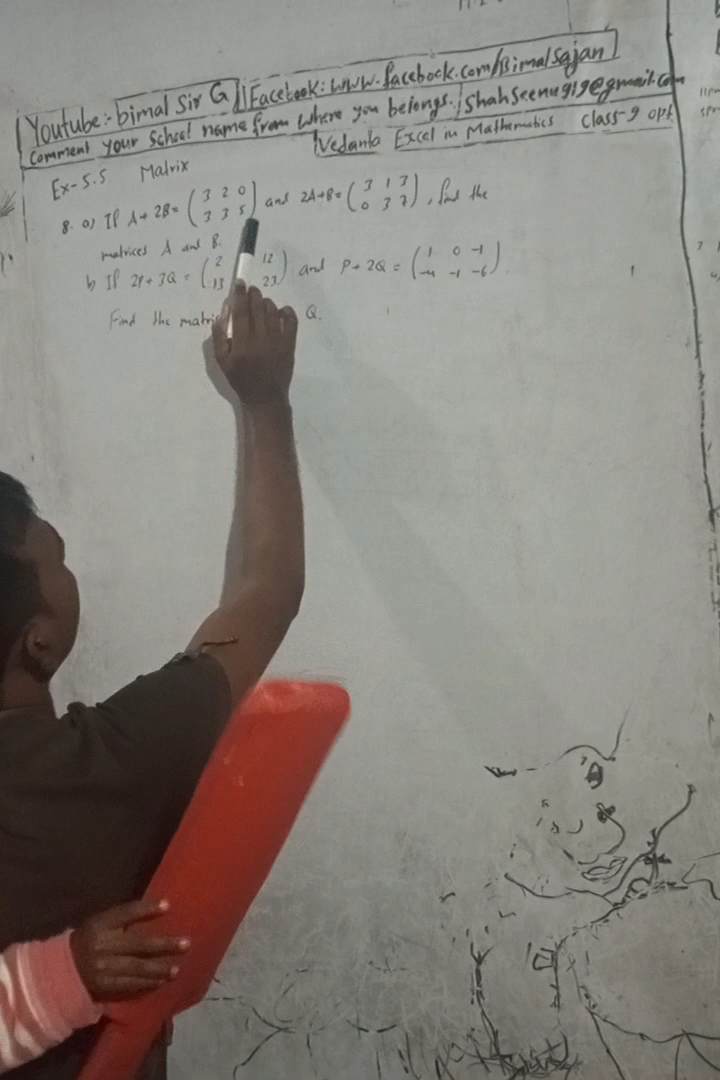 Youtube:- bimal sir G || Facebook: www.facebook.com/Bimalsajan
comment your School name from where you belongs. | shahseenu919@gmail.com
Vedanta Excel in Mathematics class-9 opt
Ex-5.5 Matrix
8. a) If A+2B= (3 2 0
3 3 5) and 2A+B= (3 1 3
0 3 7), find the
matrices A and B.
b) If 2P+3Q = (2 12
-13 23) and P+2Q = (1 0 -1
-4 -1 -6).
Find the Q.